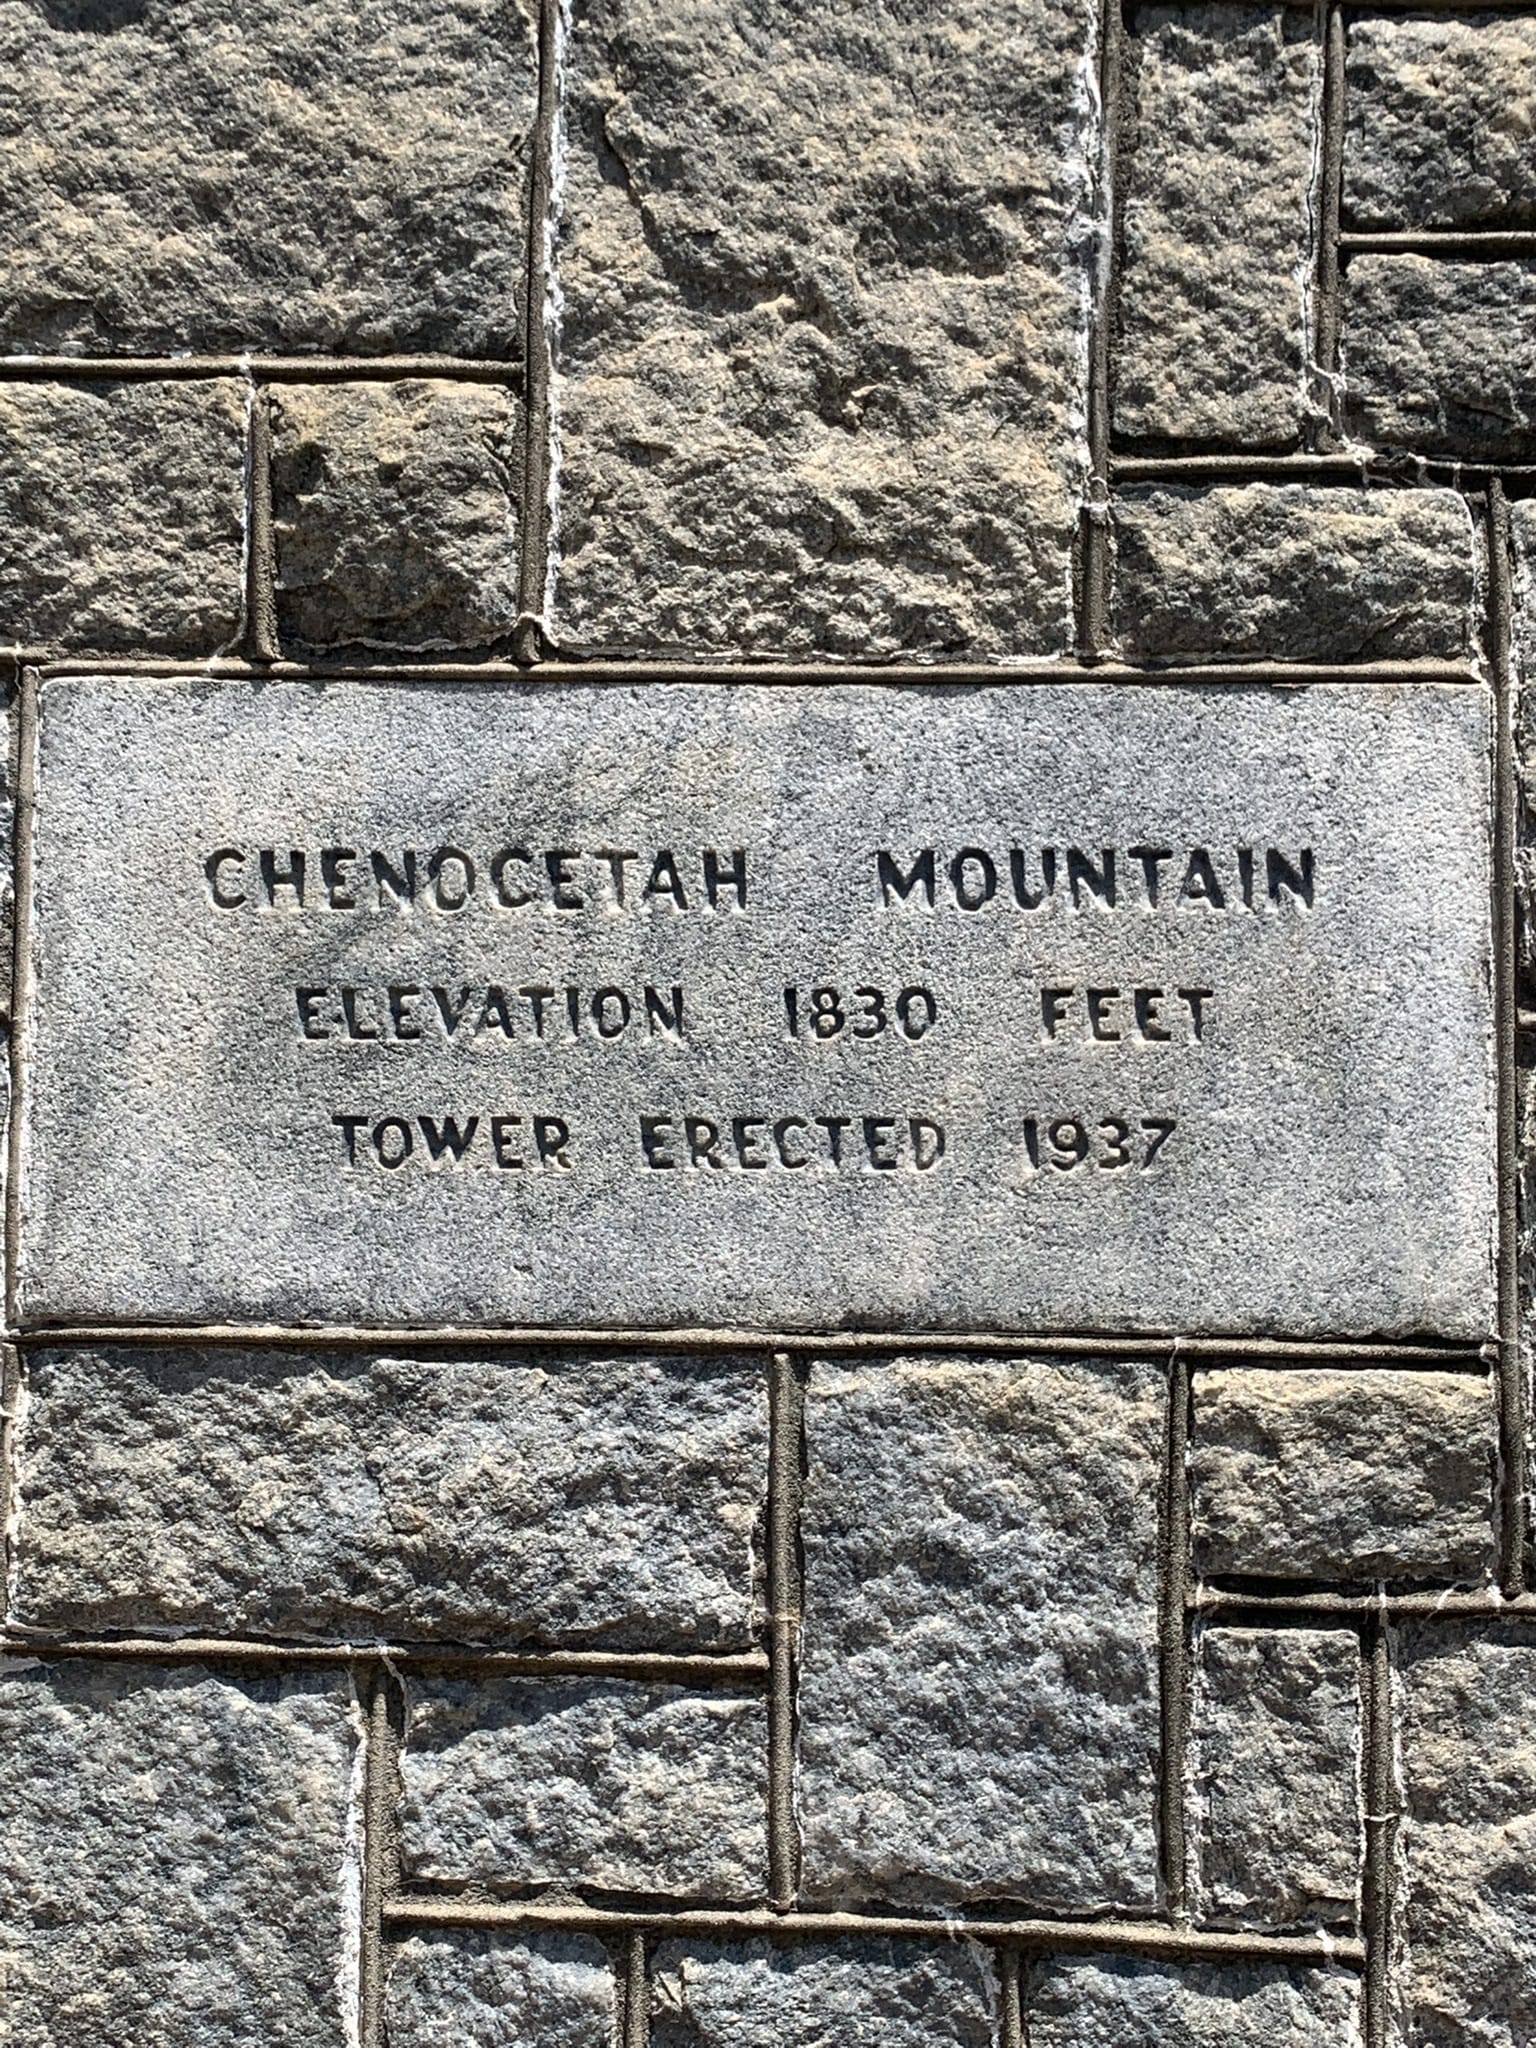 CHENOCETAH MOUNTAIN
ELEVATION 1830 FEET
TOWER ERECTED 1937